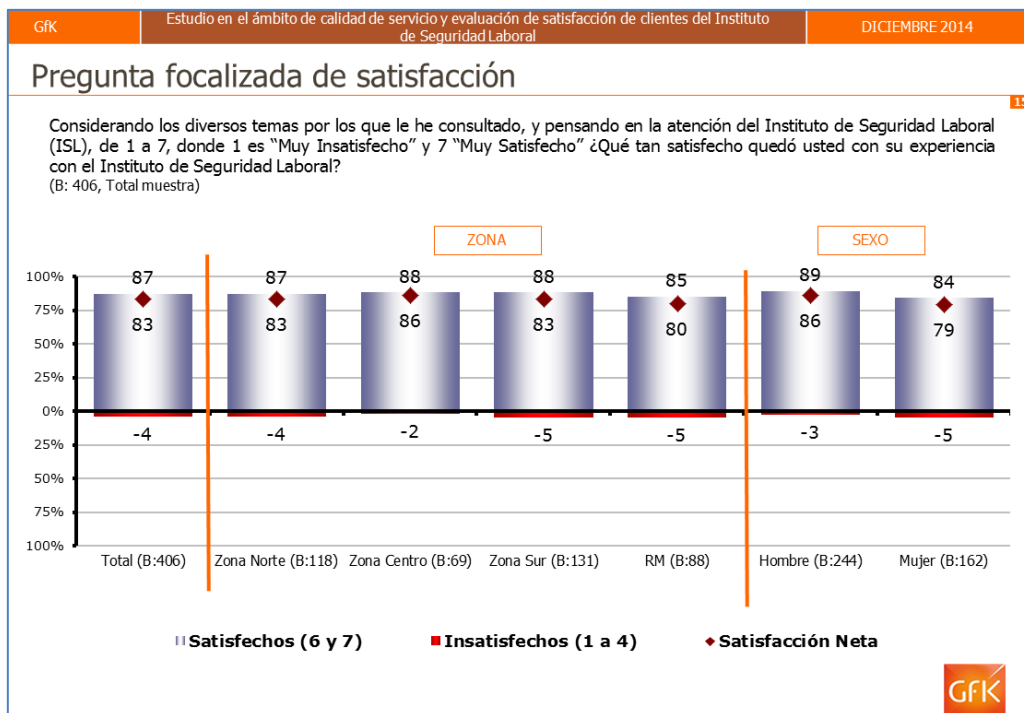 GfK
Estudio en el ámbito de calidad de servicio y evaluación de satisfacción de clientes del Instituto
de Seguridad Laboral
DICIEMBRE 2014
Pregunta focalizada de satisfacción
Considerando los diversos temas por los que le he consultado, y pensando en la atención del Instituto de Seguridad Laboral
(ISL), de 1 a 7, donde 1 es “Muy Insatisfecho” y 7 “Muy Satisfecho” ¿Qué tan satisfecho quedó usted con su experiencia
con el Instituto de Seguridad Laboral?
(B: 406, Total muestra)
ZONA
SEXO
87 87 88 88 85 89 84
83 83 86 83 80 86 79
-4 -4 -2 -5 -5 -3 -5
100%
75%
50%
25%
0%
25%
50%
75%
100%
Total (B:406) Zona Norte (B:118) Zona Centro (B:69) Zona Sur (B:131) RM (B:88) Hombre (B:244) Mujer (B:162)
Satisfechos (6 y 7) Insatisfechos (1 a 4) Satisfacción Neta
GfK